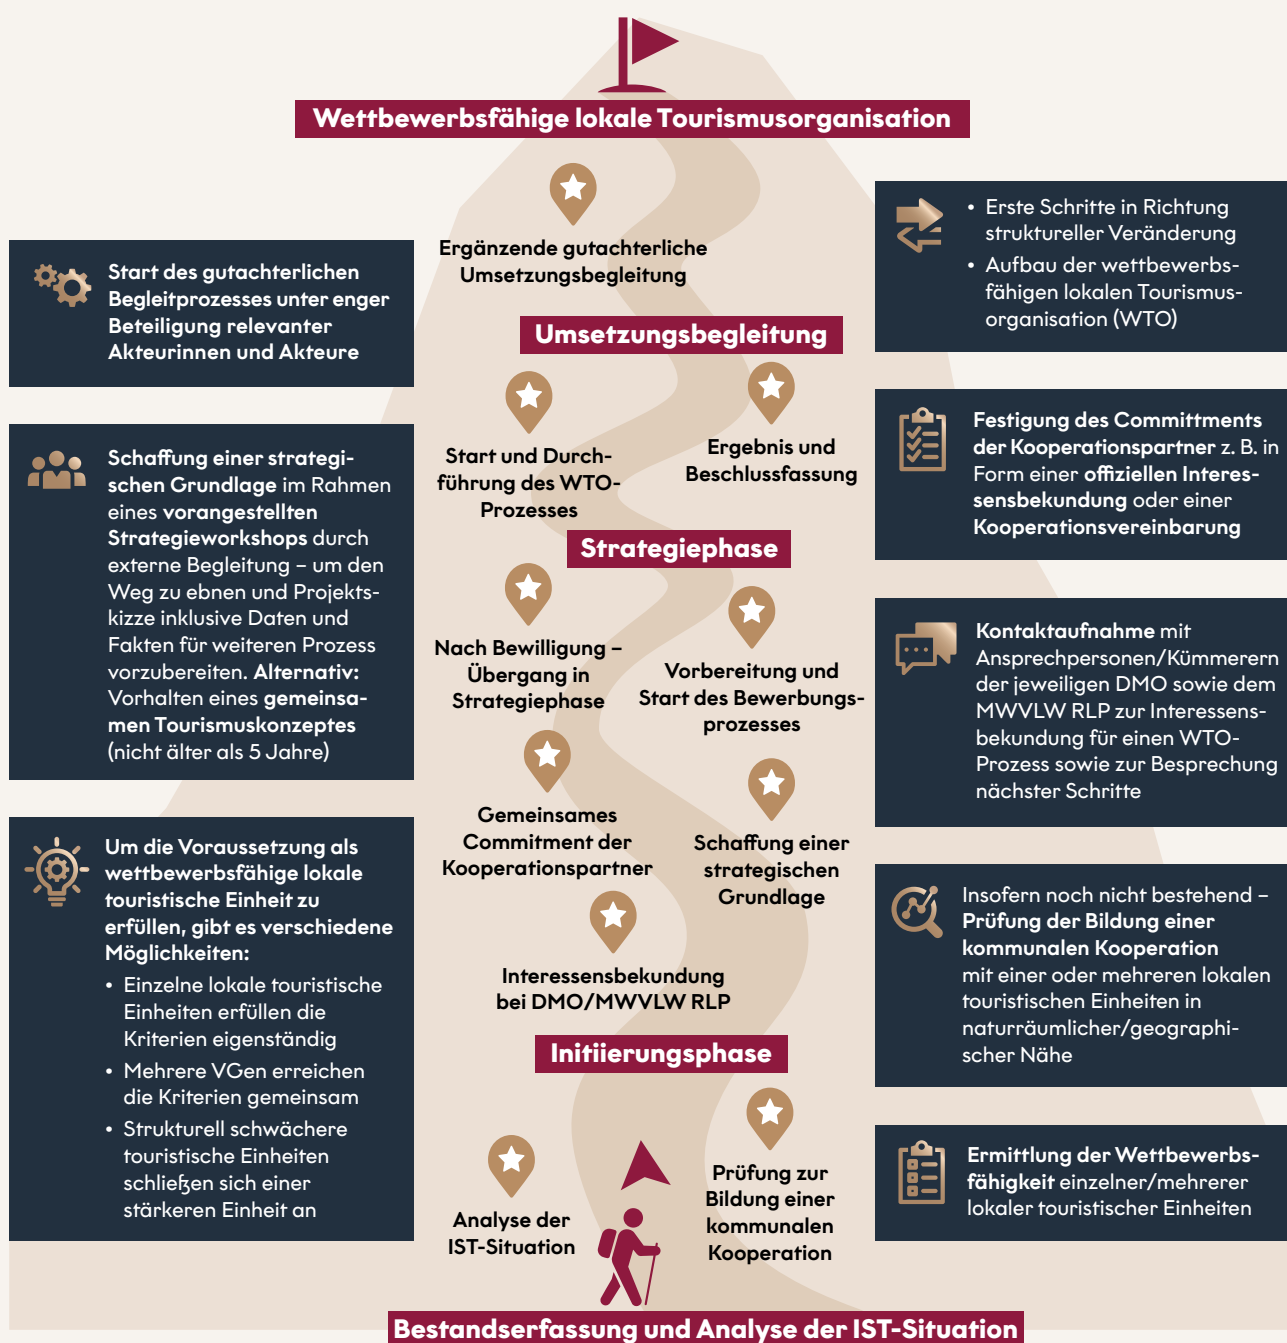 Wettbewerbsfähige lokale Tourismusorganisation
Ergänzende gutachterliche
Umsetzungsbegleitung
Umsetzungsbegleitung
Start und Durch-
führung des WTO-
Prozesses
Ergebnis und
Beschlussfassung
Strategiephase
Nach Bewilligung –
Übergang in
Strategiephase
Vorbereitung und
Start des Bewerbungs-
prozesses
Gemeinsames
Commitment der
Kooperationspartner
Schaffung einer
strategischen
Grundlage
Interessensbekundung
bei DMO/MWVLW RLP
Initiierungsphase
Analyse der
IST-Situation
Prüfung zur
Bildung einer
kommunalen
Kooperation
Bestandserfassung und Analyse der IST-Situation
Start des gutachterlichen
Begleitprozesses unter enger
Beteiligung relevanter
Akteurinnen und Akteure
Schaffung einer strategi-
schen Grundlage im Rahmen
eines vorangestellten
Strategieworkshops durch
externe Begleitung – um den
Weg zu ebnen und Projekts-
kizze inklusive Daten und
Fakten für weiteren Prozess
vorzubereiten. Alternativ:
Vorhalten eines gemeinsa-
men Tourismuskonzeptes
(nicht älter als 5 Jahre)
Um die Voraussetzung als
wettbewerbsfähige lokale
touristische Einheit zu
erfüllen, gibt es verschiedene
Möglichkeiten:
• Einzelne lokale touristische
Einheiten erfüllen die
Kriterien eigenständig
• Mehrere VGen erreichen
die Kriterien gemeinsam
• Strukturell schwächere
touristische Einheiten
schließen sich einer
stärkeren Einheit an
• Erste Schritte in Richtung
struktureller Veränderung
• Aufbau der wettbewerbs-
fähigen lokalen Tourismus-
organisation (WTO)
Festigung des Committments
der Kooperationspartner z. B. in
Form einer offiziellen Interes-
sensbekundung oder einer
Kooperationsvereinbarung
Kontaktaufnahme mit
Ansprechpersonen/Kümmerern
der jeweiligen DMO sowie dem
MWVLW RLP zur Interessens-
bekundung für einen WTO-
Prozess sowie zur Besprechung
nächster Schritte
Insofern noch nicht bestehend –
Prüfung der Bildung einer
kommunalen Kooperation
mit einer oder mehreren lokalen
touristischen Einheiten in
naturräumlicher/geographi-
scher Nähe
Ermittlung der Wettbewerbs-
fähigkeit einzelner/mehrerer
lokaler touristischer Einheiten